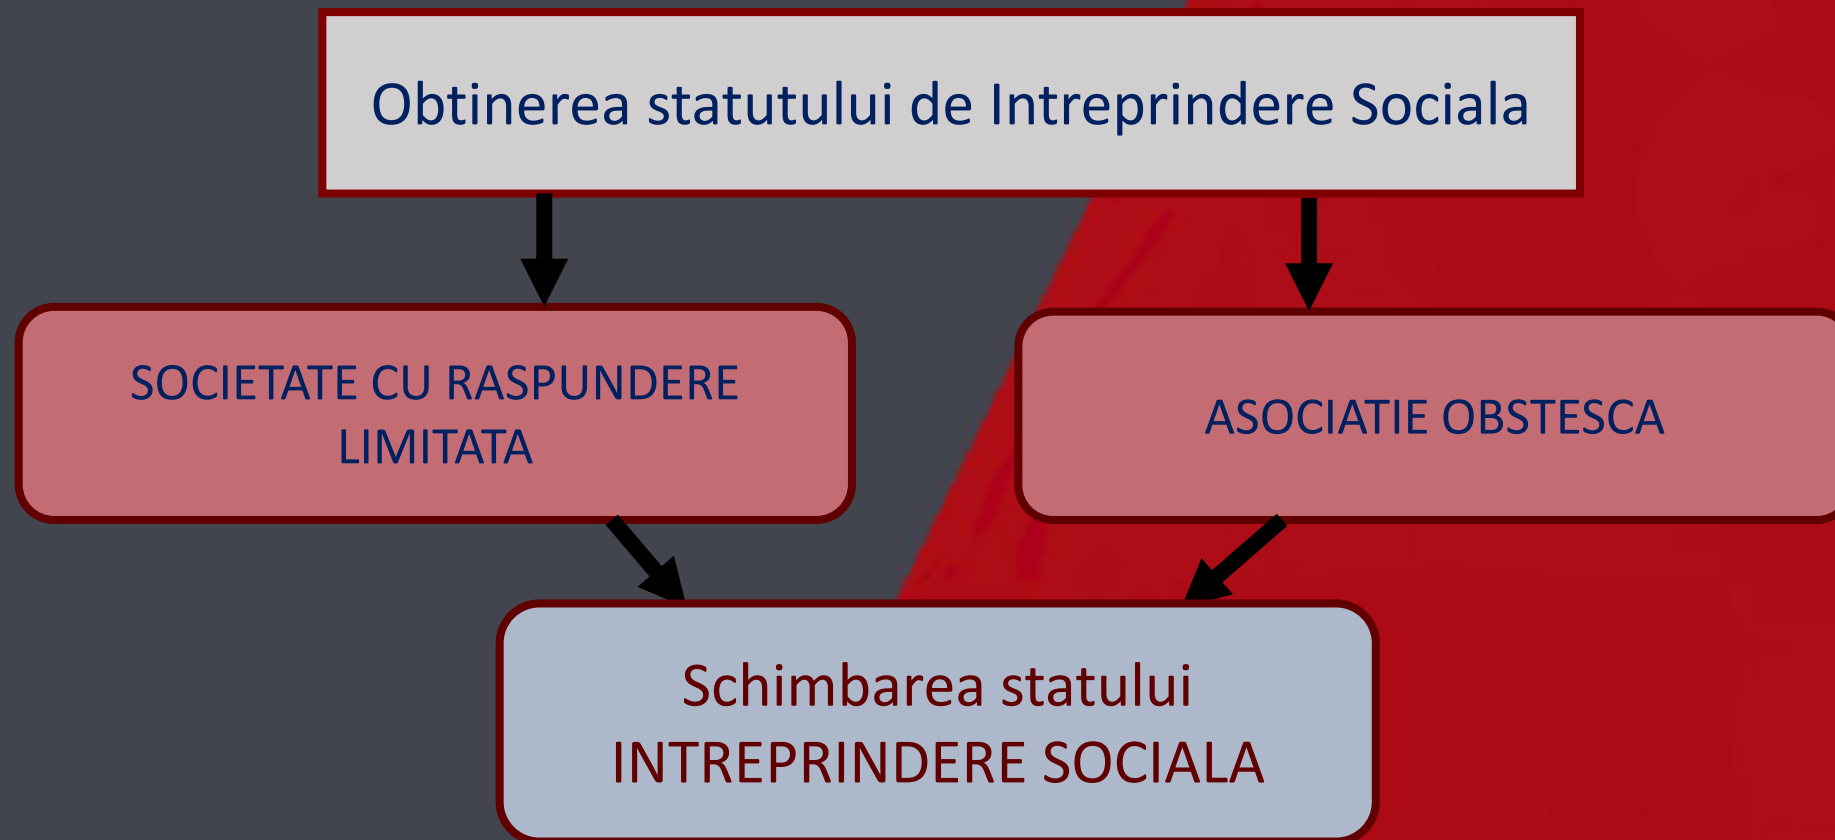 Obtinerea statutului de Intreprindere Sociala
SOCIETATE CU RASPUNDERE
LIMITATA
ASOCIATIE OBSTESCA
Schimbarea statului
INTREPRINDERE SOCIALA